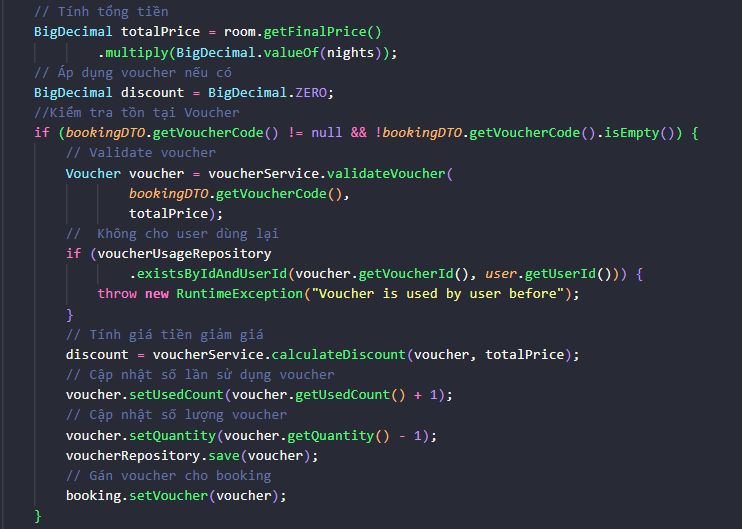 // Tính tổng tiền
BigDecimal totalPrice = room.getFinalPrice()
.multiply(BigDecimal.valueOf(nights));
// Áp dụng voucher nếu có
BigDecimal discount = BigDecimal.ZERO;
//Kiểm tra tồn tại Voucher
if (bookingDTO.getVoucherCode() != null && !bookingDTO.getVoucherCode().isEmpty()) {
// Validate voucher
Voucher voucher = voucherService.validateVoucher(
bookingDTO.getVoucherCode(),
totalPrice);
//  Không cho user dùng lại
if (voucherUsageRepository
.existsByIdAndUserId(voucher.getVoucherId(), user.getUserId())) {
throw new RuntimeException("Voucher is used by user before");
}
// Tính giá tiền giảm giá
discount = voucherService.calculateDiscount(voucher, totalPrice);
// Cập nhật số lần sử dụng voucher
voucher.setUsedCount(voucher.getUsedCount() + 1);
// Cập nhật số lượng voucher
voucher.setQuantity(voucher.getQuantity() - 1);
voucherRepository.save(voucher);
// Gán voucher cho booking
booking.setVoucher(voucher);
}